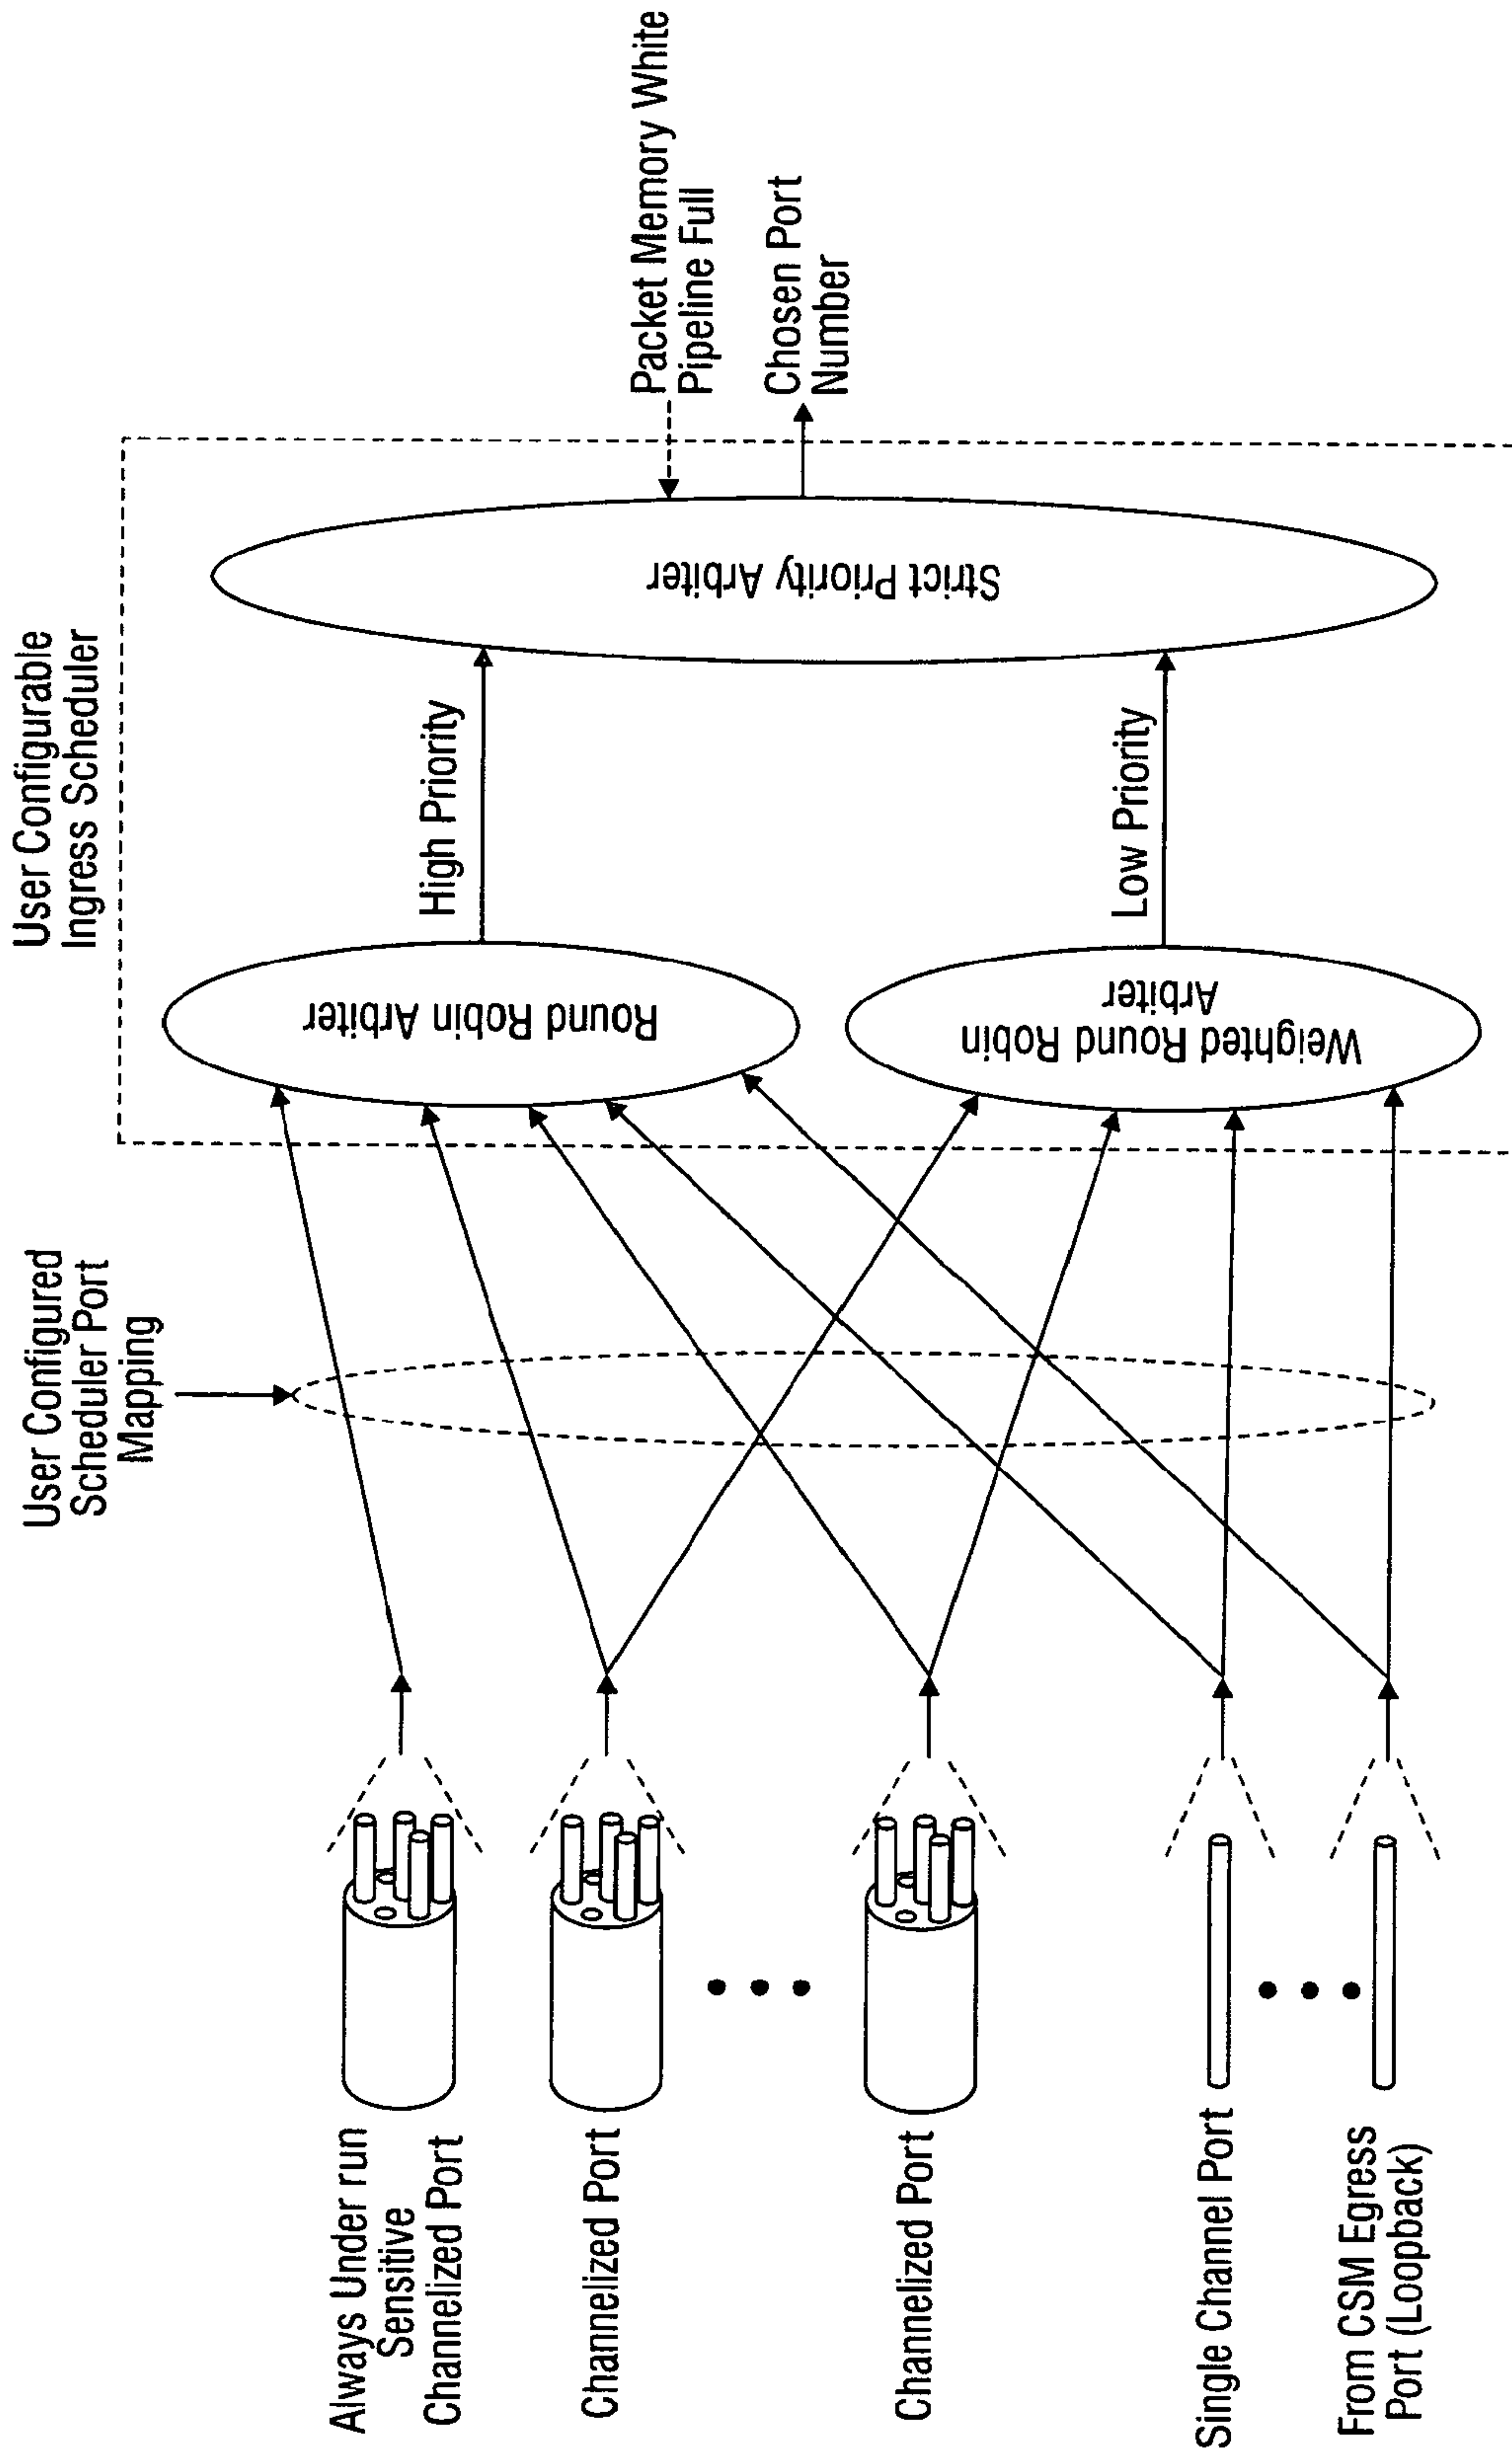 User Configured
Scheduler Port
Mapping
User Configurable
Ingress Scheduler
Always Under run
Sensitive
Channelized Port
Channelized Port
Channelized Port
Single Channel Port
From CSM Egress
Port (Loopback)
Round Robin Arbiter
Weighted Round Robin
Arbiter
High Priority
Low Priority
Strict Priority Arbiter
Packet Memory White
Pipeline Full
Chosen Port
Number